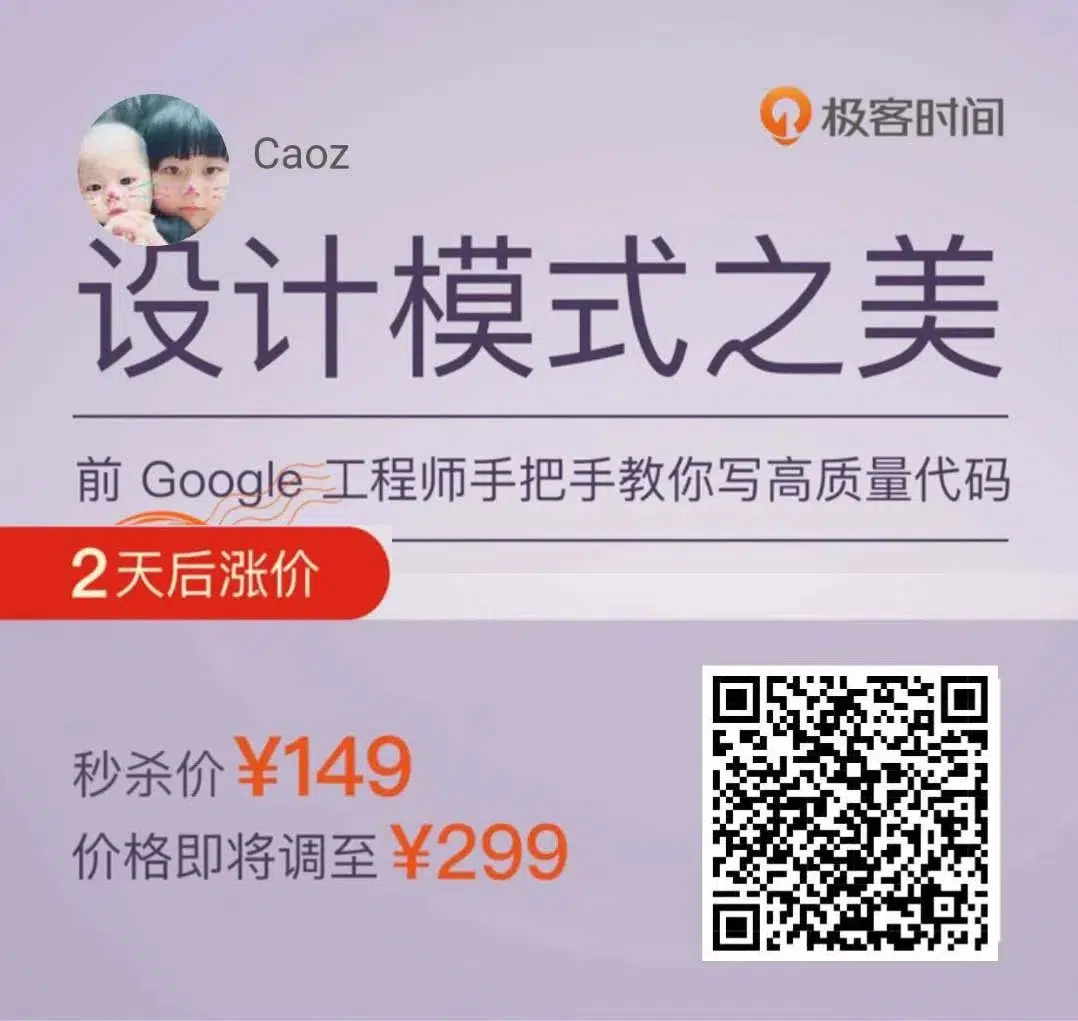 极客时间
Caoz
设计模式之美
前 Google 工程师手把手教你写高质量代码
2天后涨价
秒杀价 ¥149
价格即将调至 ¥299